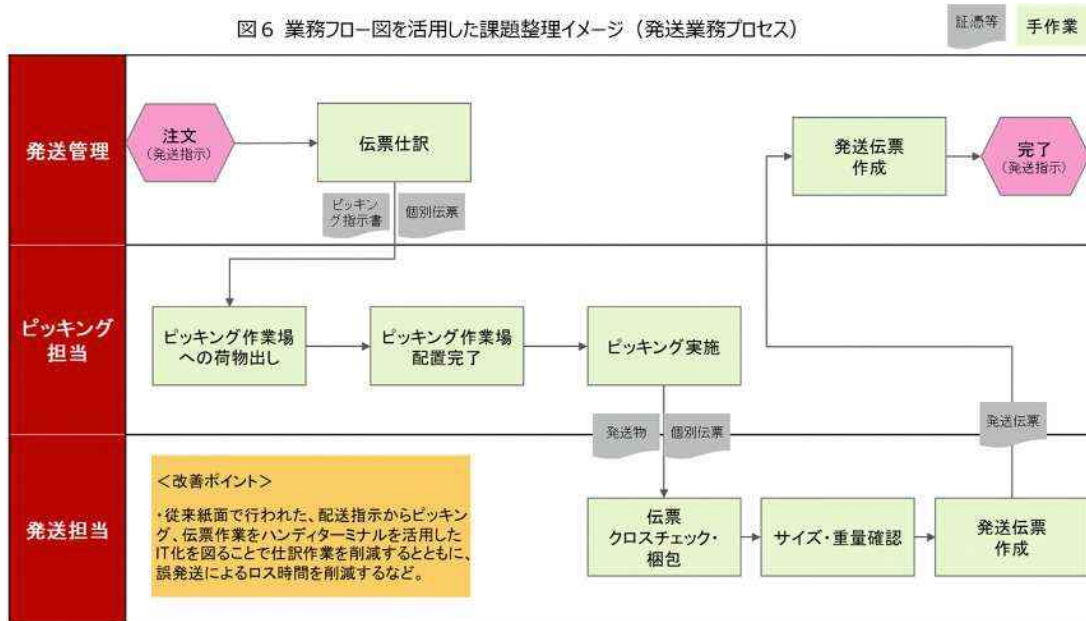 図6 業務フロー図を活用した課題整理イメージ（発送業務プロセス）
証憑等
手作業
発送管理
注文
（発送指示）
伝票仕訳
発送伝票
作成
完了
（発送指示）
ピッキン
グ指示書
個別伝票
ピッキング
担当
ピッキング作業場
への荷物出し
ピッキング作業場
配置完了
ピッキング実施
発送物
個別伝票
発送伝票
発送担当
＜改善ポイント＞
・従来紙面で行われた、配送指示からピッキン
グ、伝票作業をハンディターミナルを活用した
IT化を図ることで仕訳作業を削減するとともに、
誤発送によるロス時間を削減するなど。
伝票
クロスチェック・
梱包
サイズ・重量確認
発送伝票
作成